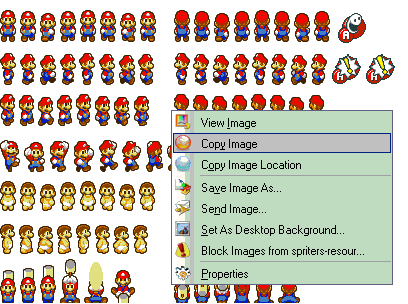 View Image
Copy Image
Copy Image Location
Save Image As...
Send Image...
Set As Desktop Background...
Block Images from spriters-resour...
Properties